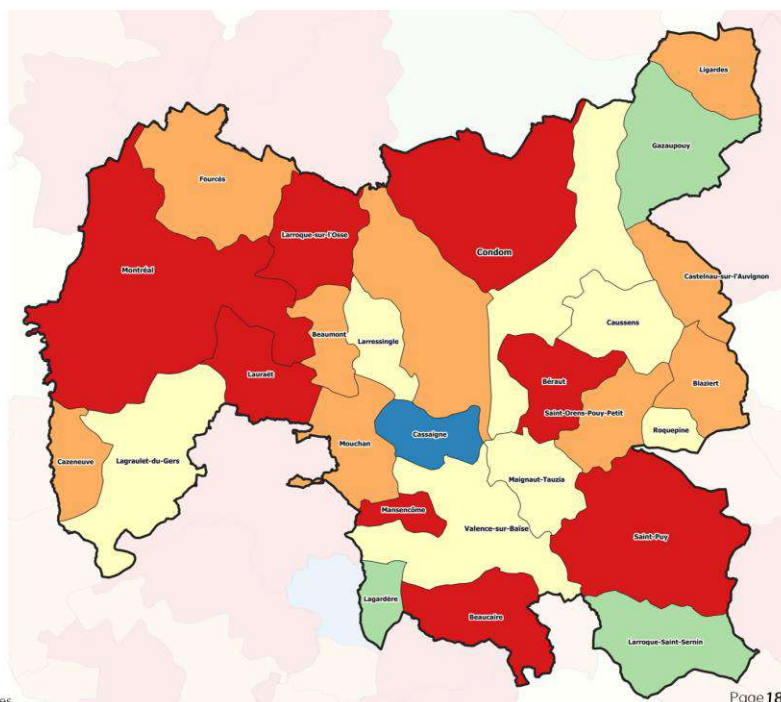 Ligardes
Gazaupouy
Fourcès
Larroque-sur-l'Osse
Condom
Montréal
Castelnau-sur-l'Auvignon
Caussens
Beaumont
Larressingle
Lauraët
Béraut
Blaziert
Saint-Orens-Pouy-Petit
Roquepine
Cassaigne
Mouchan
Cazeneuve
Lagraulet-du-Gers
Maignaut-Tauzia
Mansencôme
Valence-sur-Baïse
Saint-Puy
Lagardère
Beaucaire
Larroque-Saint-Sernin
Page 18